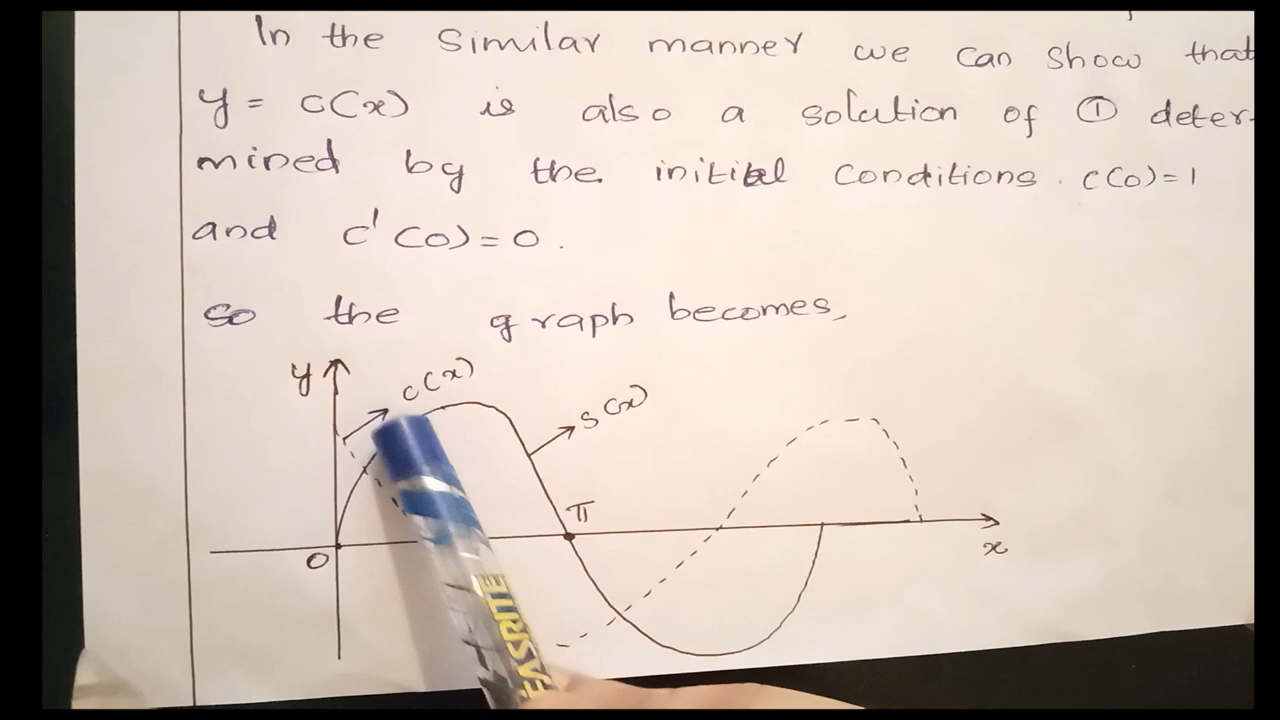 In the Similar manner we can show that
y = c(x) is also a solution of ① deter-
mined by the initial conditions. c(0)=1
and c'(0)=0.
so the graph becomes,
y
c(x)
s(x)
π
0
x
EASRITE